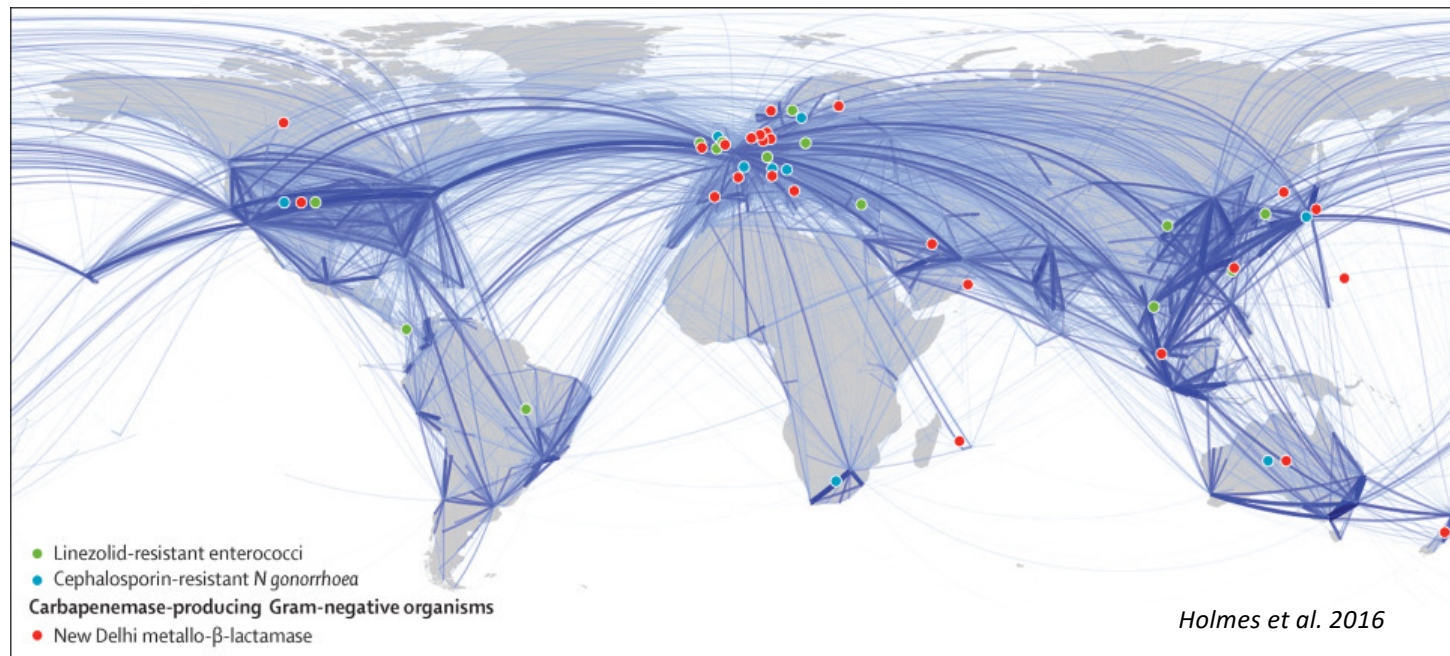 Linezolid-resistant enterococci
Cephalosporin-resistant N gonorrhoea
Carbapenemase-producing Gram-negative organisms
New Delhi metallo-β-lactamase
Holmes et al. 2016